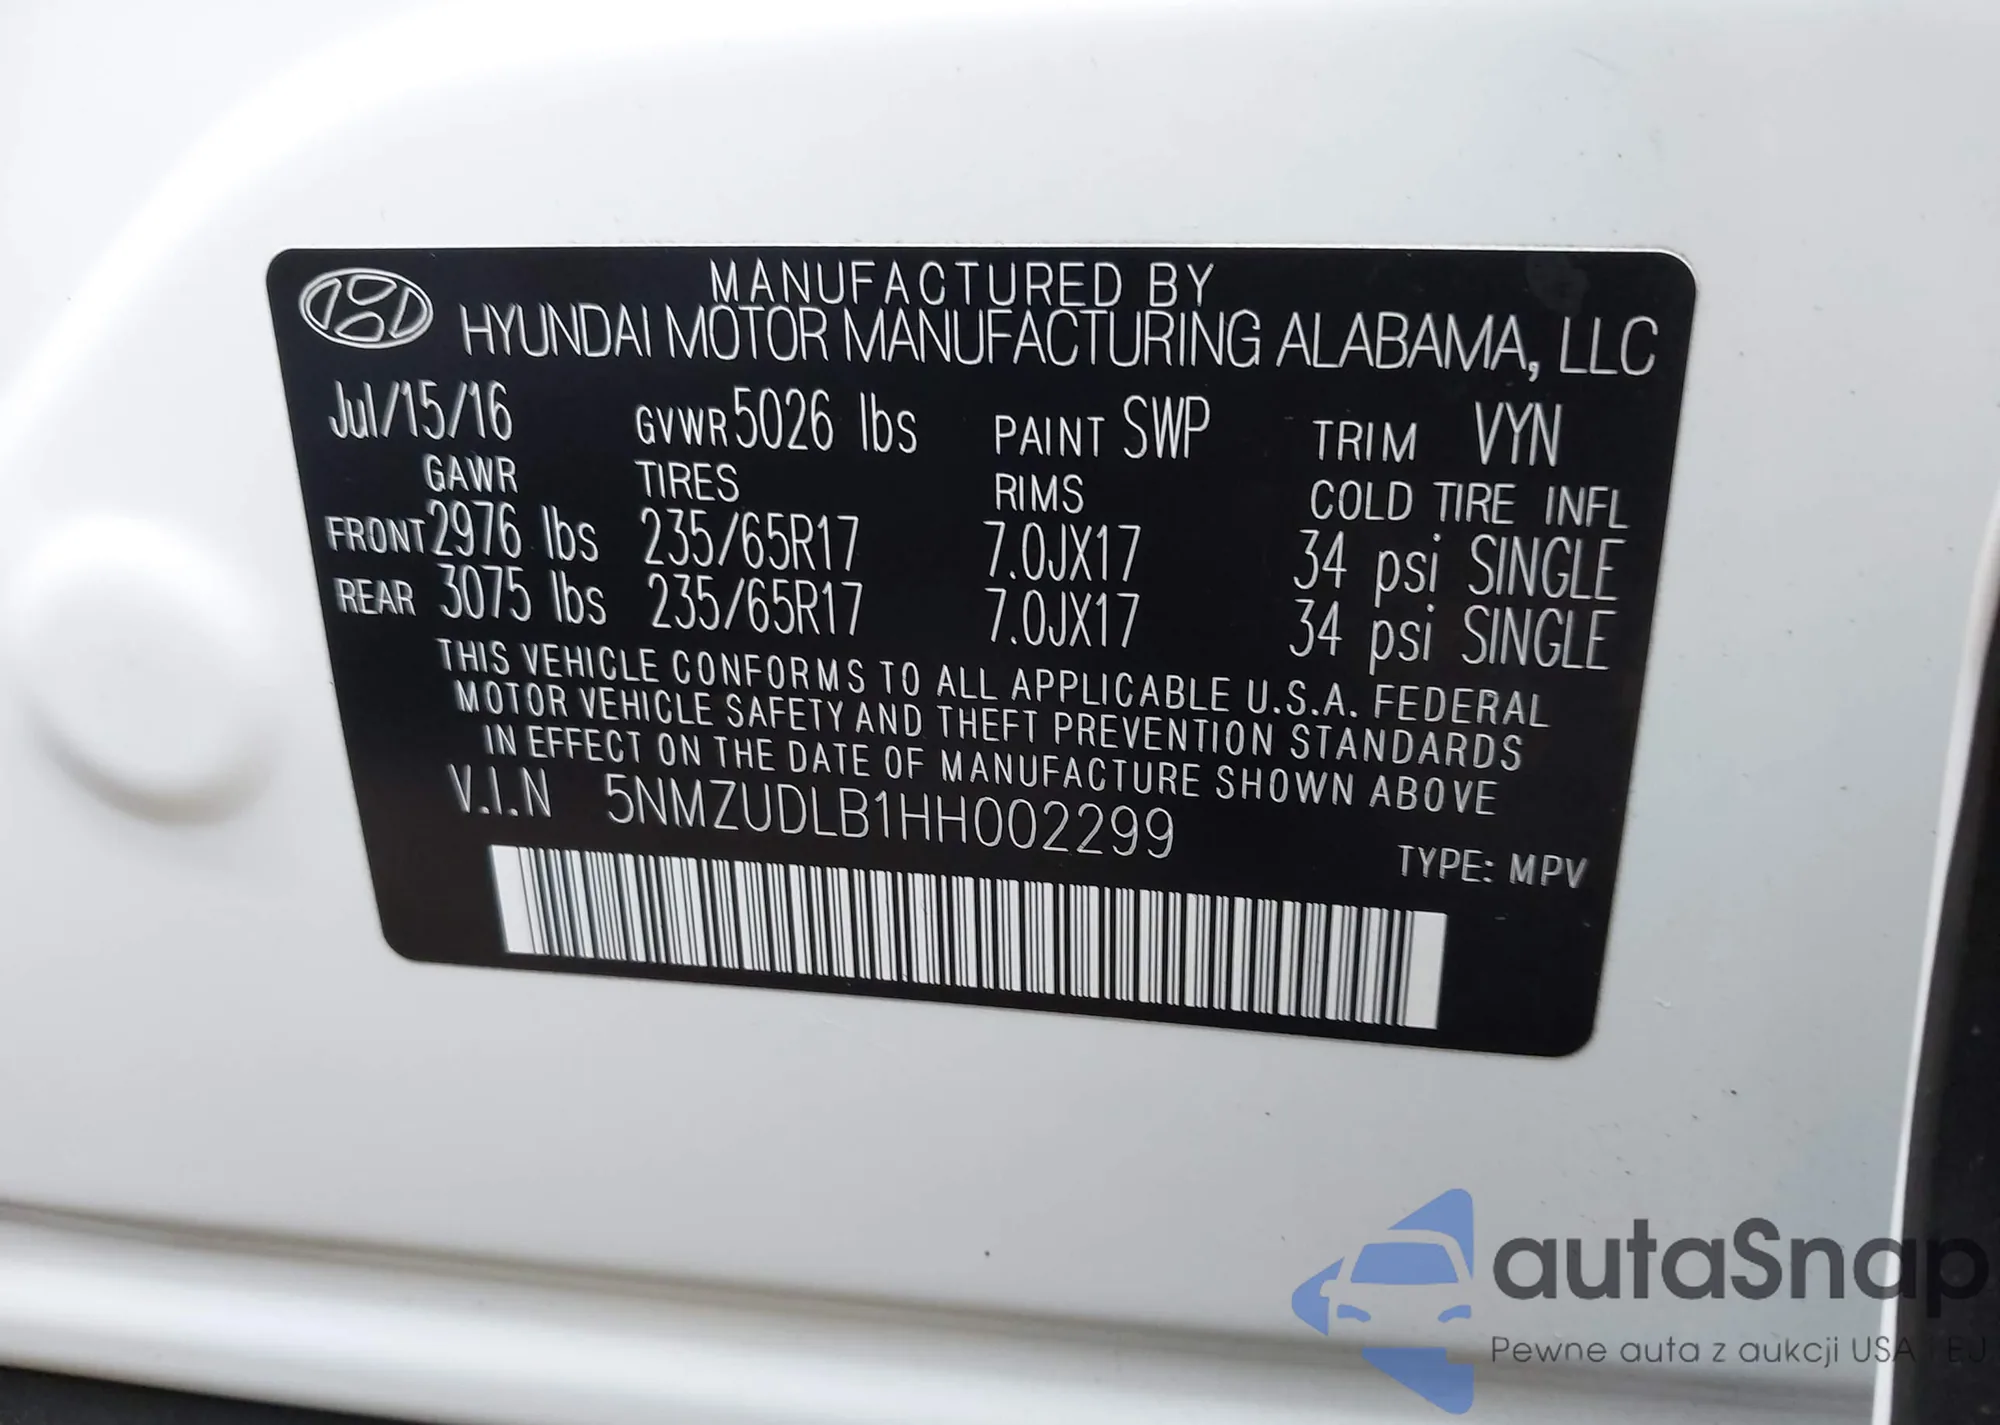 MANUFACTURED BY
HYUNDAI MOTOR MANUFACTURING ALABAMA, LLC
Jul/15/16 GVWR 5026 lbs PAINT SWP TRIM VYN
GAWR TIRES RIMS COLD TIRE INFL
FRONT 2976 lbs 235/65R17 7.0JX17 34 psi SINGLE
REAR 3075 lbs 235/65R17 7.0JX17 34 psi SINGLE
THIS VEHICLE CONFORMS TO ALL APPLICABLE U.S.A. FEDERAL
MOTOR VEHICLE SAFETY AND THEFT PREVENTION STANDARDS
IN EFFECT ON THE DATE OF MANUFACTURE SHOWN ABOVE
V.I.N 5NMZUDLB1HH002299
TYPE: MPV
autaSnap
Pewne auta z aukcji USA i EU